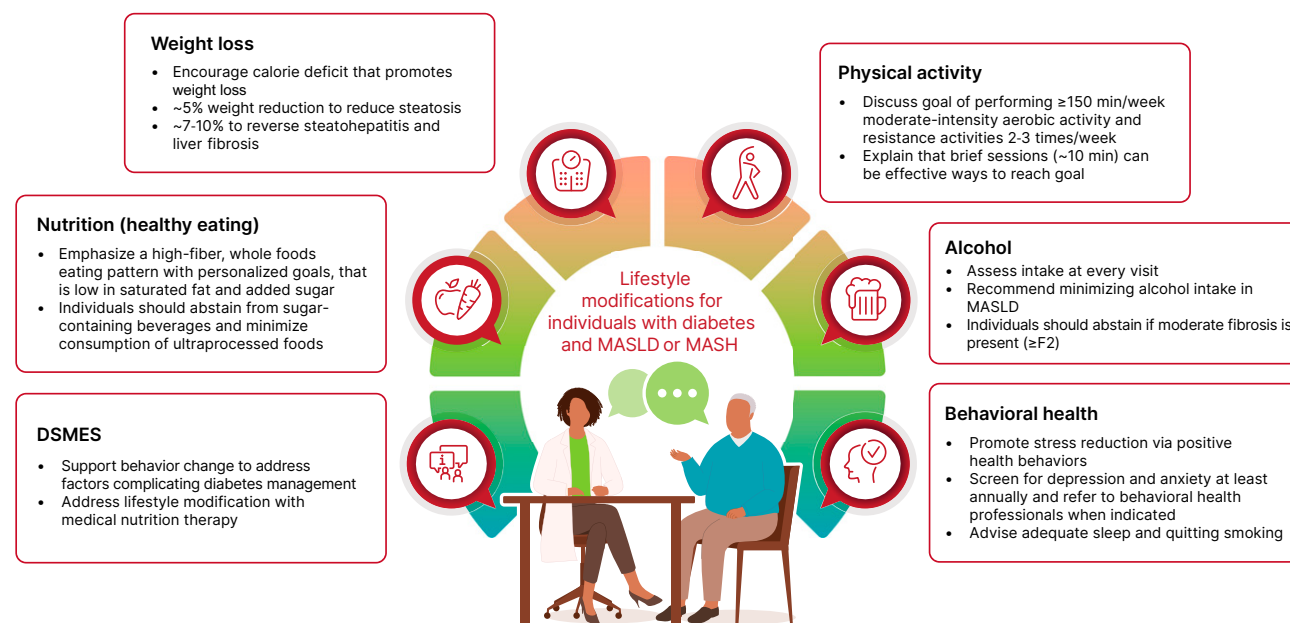 Weight loss
• Encourage calorie deficit that promotes
weight loss
• ~5% weight reduction to reduce steatosis
• ~7-10% to reverse steatohepatitis and
liver fibrosis
Physical activity
• Discuss goal of performing ≥150 min/week
moderate-intensity aerobic activity and
resistance activities 2-3 times/week
• Explain that brief sessions (~10 min) can
be effective ways to reach goal
Nutrition (healthy eating)
• Emphasize a high-fiber, whole foods
eating pattern with personalized goals, that
is low in saturated fat and added sugar
• Individuals should abstain from sugar-
containing beverages and minimize
consumption of ultraprocessed foods
Alcohol
• Assess intake at every visit
• Recommend minimizing alcohol intake in
MASLD
• Individuals should abstain if moderate fibrosis is
present (≥F2)
Lifestyle
modifications for
individuals with diabetes
and MASLD or MASH
DSMES
• Support behavior change to address
factors complicating diabetes management
• Address lifestyle modification with
medical nutrition therapy
Behavioral health
• Promote stress reduction via positive
health behaviors
• Screen for depression and anxiety at least
annually and refer to behavioral health
professionals when indicated
• Advise adequate sleep and quitting smoking